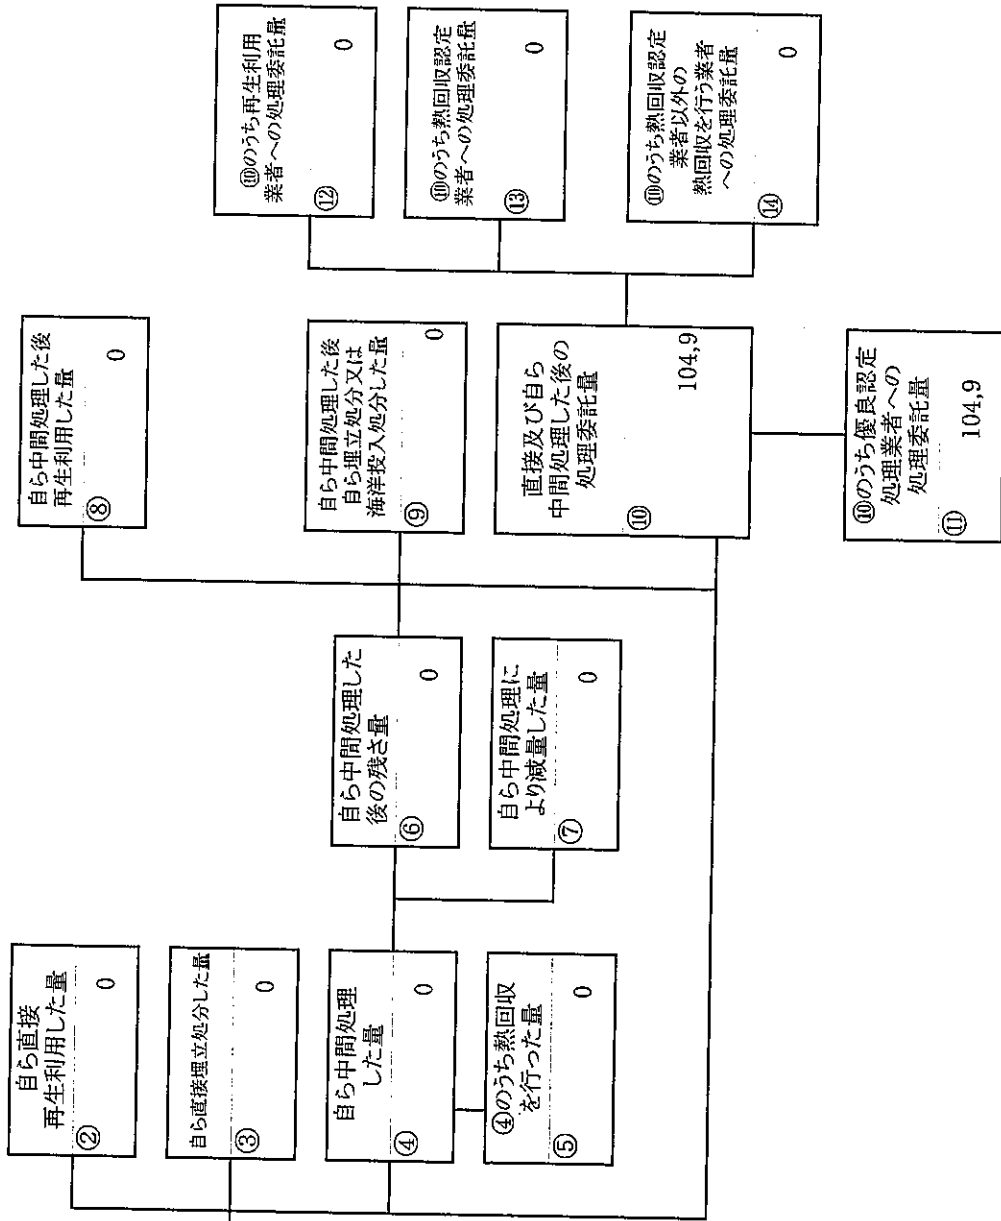 自ら直接
再生利用した量
②
0
自ら直接埋立処分した量
③
0
自ら中間処理
した量
④
0
④のうち熱回収
を行った量
⑤
0
自ら中間処理した
後の残さ量
⑥
0
自ら中間処理に
より減量した量
⑦
0
自ら中間処理した後
再生利用した量
⑧
0
自ら中間処理した後
自ら埋立処分又は
海洋投入処分した量
⑨
0
直接及び自ら
中間処理した後の
処理委託量
⑩
104,9
⑩のうち優良認定
処理業者への
処理委託量
⑪
104,9
⑩のうち再生利用
業者への処理委託量
⑫
0
⑩のうち熱回収認定
業者への処理委託量
⑬
0
⑩のうち熱回収認定
業者以外の
熱回収を行う業者
への処理委託量
⑭
0